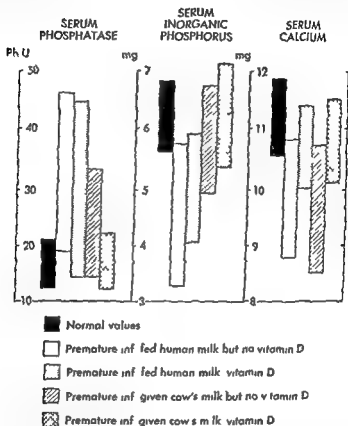 SERUM PHOSPHATASE
SERUM INORGANIC PHOSPHORUS
SERUM CALCIUM
Ph U
mg
mg
50
40
30
20
10
7
6
5
4
3
12
11
10
9
8
Normal values
Premature inf fed human milk but no vitamin D
Premature inf fed human milk vitamin D
Premature inf given cow's milk but no v tamin D
Premature inf given cow s m lk vitamin D